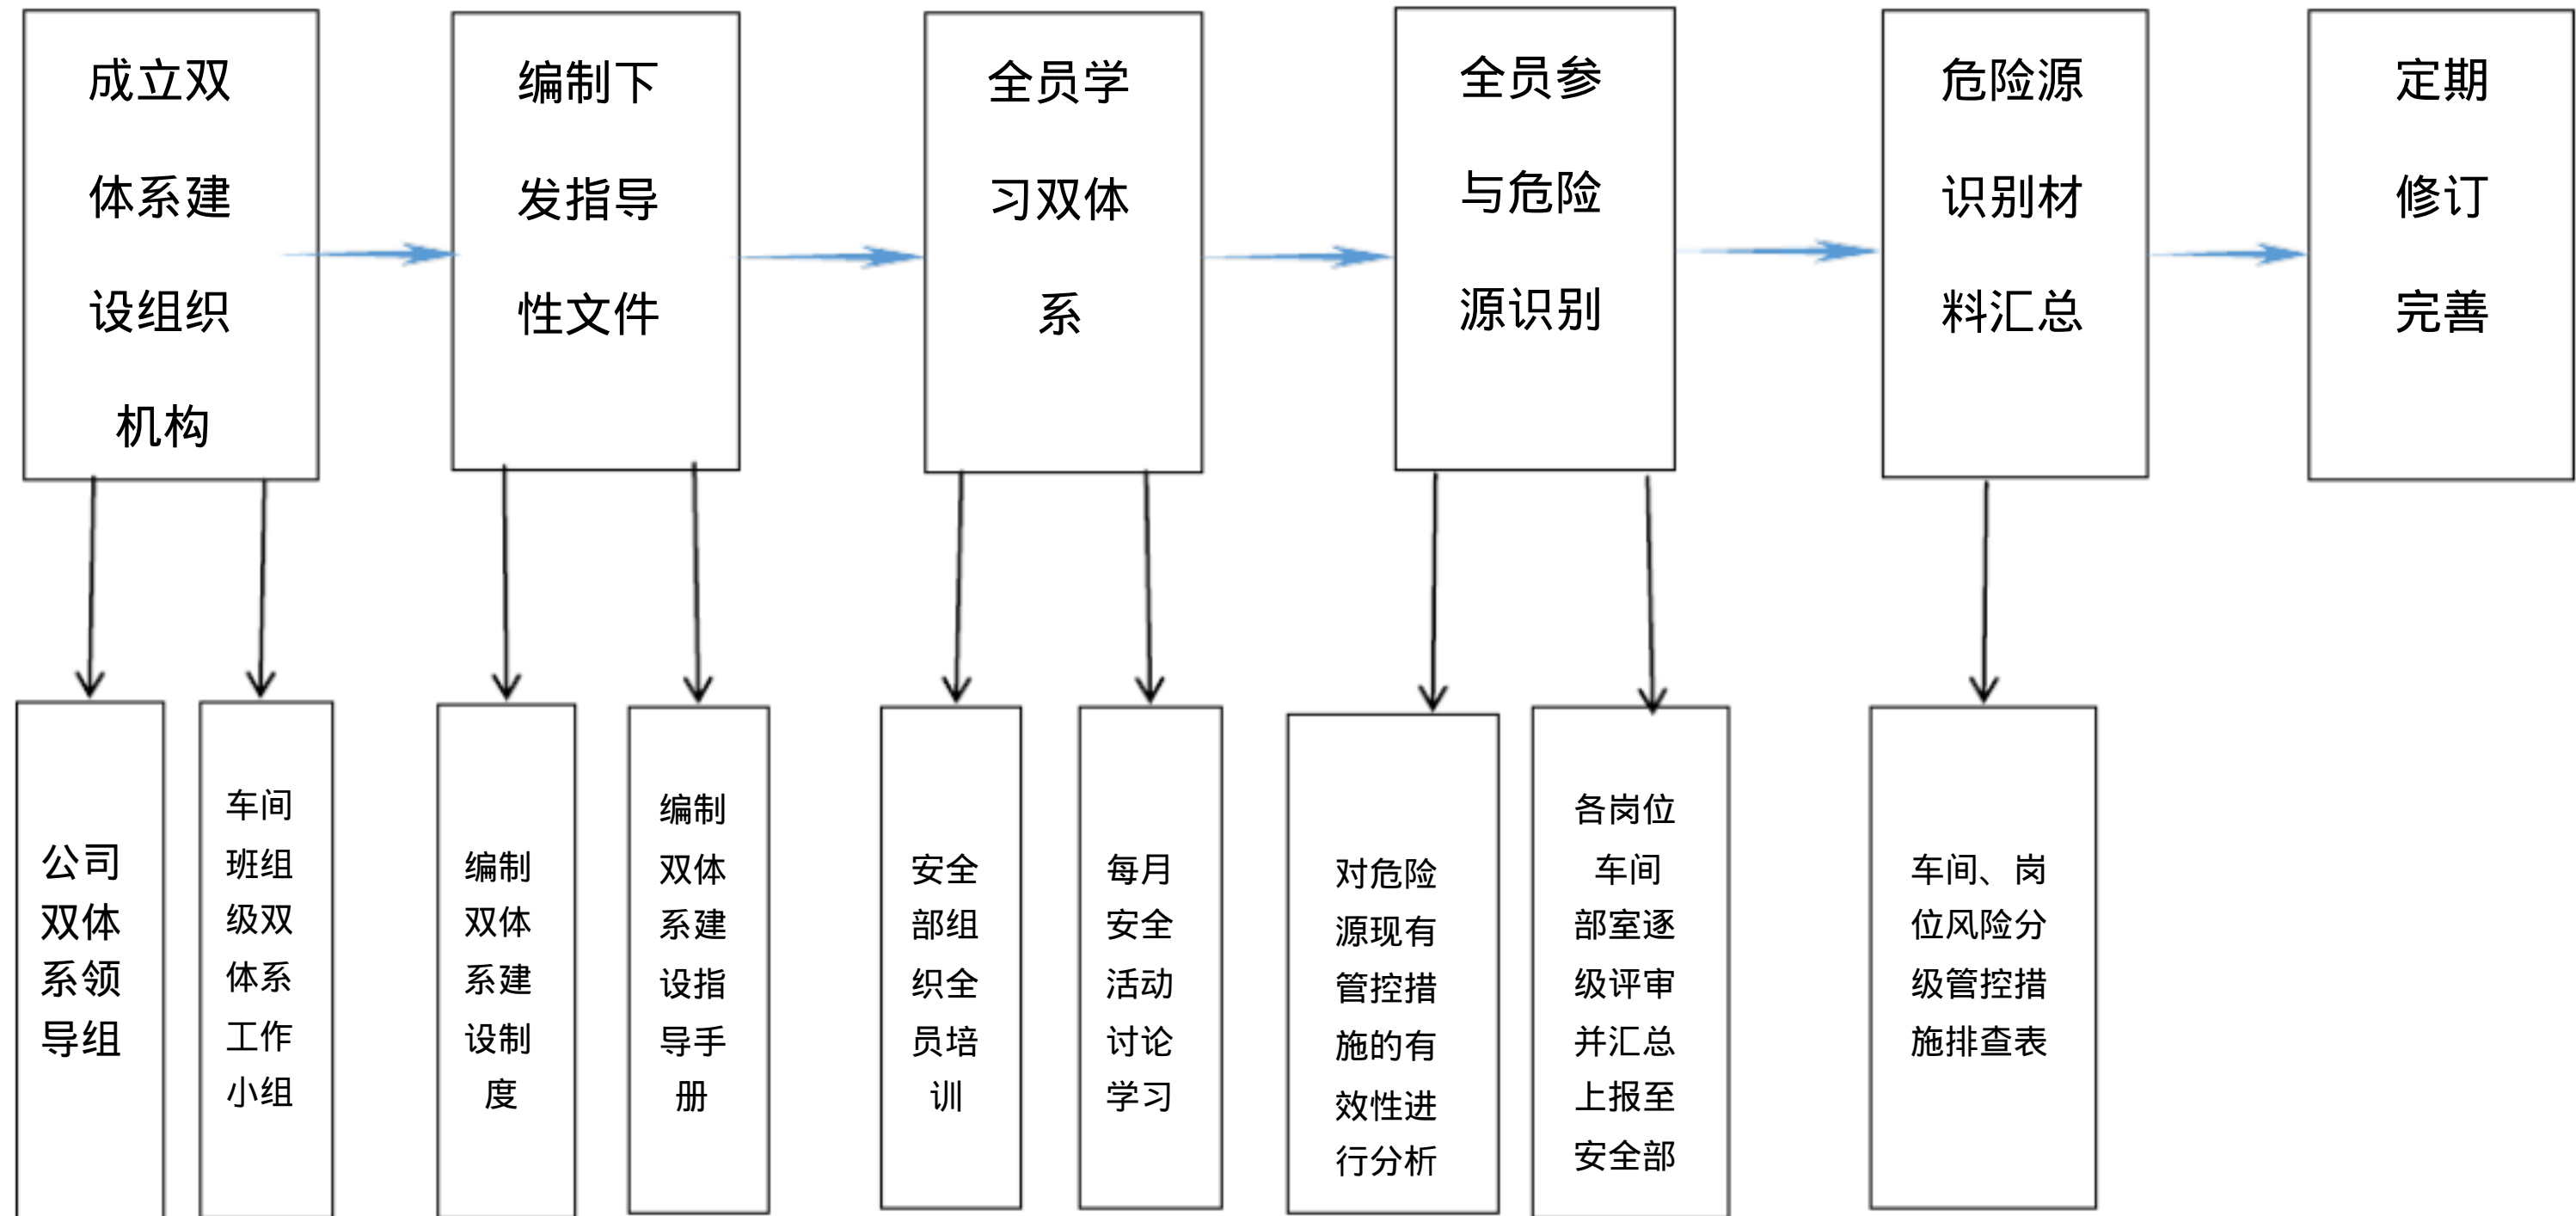 成立双
体系建
设组织
机构
编制下
发指导
性文件
全员学
习双体
系
全员参
与危险
源识别
危险源
识别材
料汇总
定期
修订
完善
公司
双体
系领
导组
车间
班组
级双
体系
工作
小组
编制
双体
系建
设制
度
编制
双体
系建
设指
导手
册
安全
部组
织全
员培
训
每月
安全
活动
讨论
学习
对危险
源现有
管控措
施的有
效性进
行分析
各岗位
车间
部室逐
级评审
并汇总
上报至
安全部
车间、岗
位风险分
级管控措
施排查表